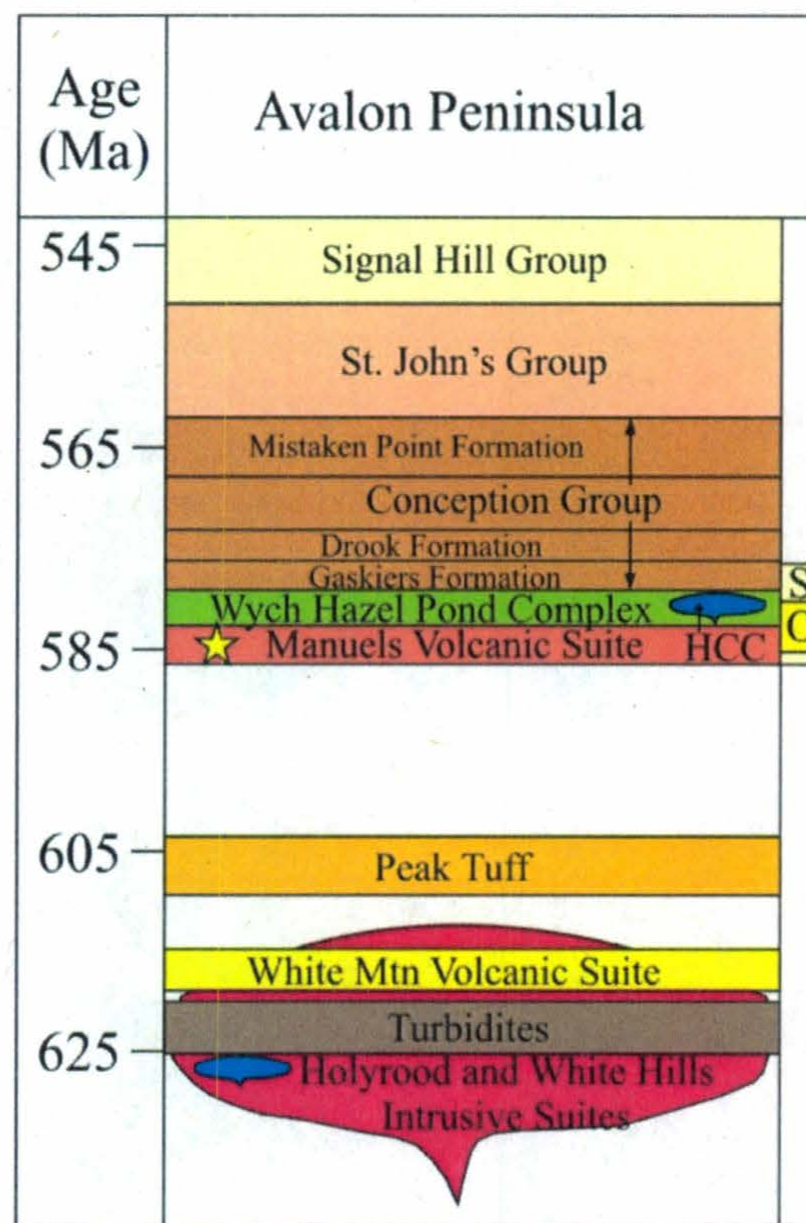 Age
(Ma)
Avalon Peninsula
545
Signal Hill Group
St. John's Group
565
Mistaken Point Formation
Conception Group
Drook Formation
Gaskiers Formation
S
Wych Hazel Pond Complex
C
585
Manuels Volcanic Suite
HCC
605
Peak Tuff
White Mtn Volcanic Suite
Turbidites
625
Holyrood and White Hills
Intrusive Suites